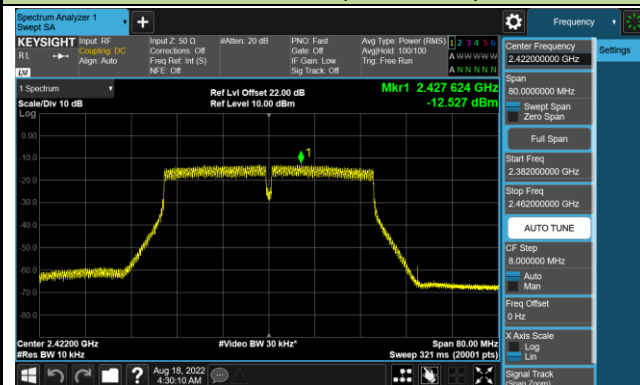 Spectrum Analyzer 1
Swept SA
Frequency
KEYSIGHT
RL
LXI
Input: RF
Coupling: DC
Align: Auto
Input Z: 50 Ω
Corrections: Off
Freq Ref: Int (S)
NFE: Off
#Atten: 20 dB
PNO: Fast
Gate: Off
IF Gain: Low
Sig Track: Off
Avg Type: Power (RMS)
Avg|Hold: 100/100
Trig: Free Run
1 2 3 4 5 6
A W W W W W
A N N N N N
1 Spectrum
Scale/Div 10 dB
Log
Ref Lvl Offset 22.00 dB
Ref Level 10.00 dBm
Mkr1 2.427 624 GHz
-12.527 dBm
1
0.00
-10.0
-20.0
-30.0
-40.0
-50.0
-60.0
-70.0
-80.0
Center 2.42200 GHz
#Res BW 10 kHz
#Video BW 30 kHz*
Span 80.00 MHz
Sweep 321 ms (20001 pts)
Aug 18, 2022
4:30:10 AM
Center Frequency
2.422000000 GHz
Settings
Span
80.0000000 MHz
Swept Span
Zero Span
Full Span
Start Freq
2.382000000 GHz
Stop Freq
2.462000000 GHz
AUTO TUNE
CF Step
8.000000 MHz
Auto
Man
Freq Offset
0 Hz
X Axis Scale
Log
Lin
Signal Track
(Span Zoom)